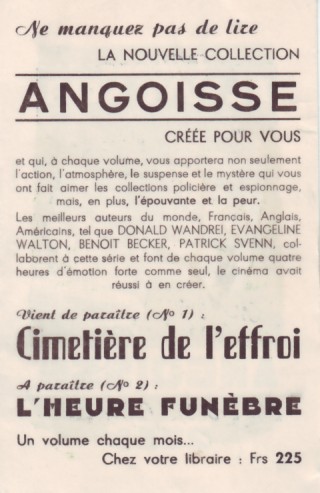 Ne manquez pas de lire
LA NOUVELLE COLLECTION
ANGOISSE
CRÉÉE POUR VOUS
et qui, à chaque volume, vous apportera non seulement
l'action, l'atmosphère, le suspense et le mystère qui vous
ont fait aimer les collections policière et espionnage,
mais, en plus, l'épouvante et la peur.
Les meilleurs auteurs du monde, Français, Anglais,
Américains, tel que DONALD WANDREI, EVANGELINE
WALTON, BENOIT BECKER, PATRICK SVENN, col-
laborent à cette série et font de chaque volume quatre
heures d'émotion forte comme seul, le cinéma avait
réussi à en créer.
Vient de paraître (No 1) :
Cimetière de l'effroi
A paraître (No 2) :
L'HEURE FUNÈBRE
Un volume chaque mois...
Chez votre libraire : Frs 225